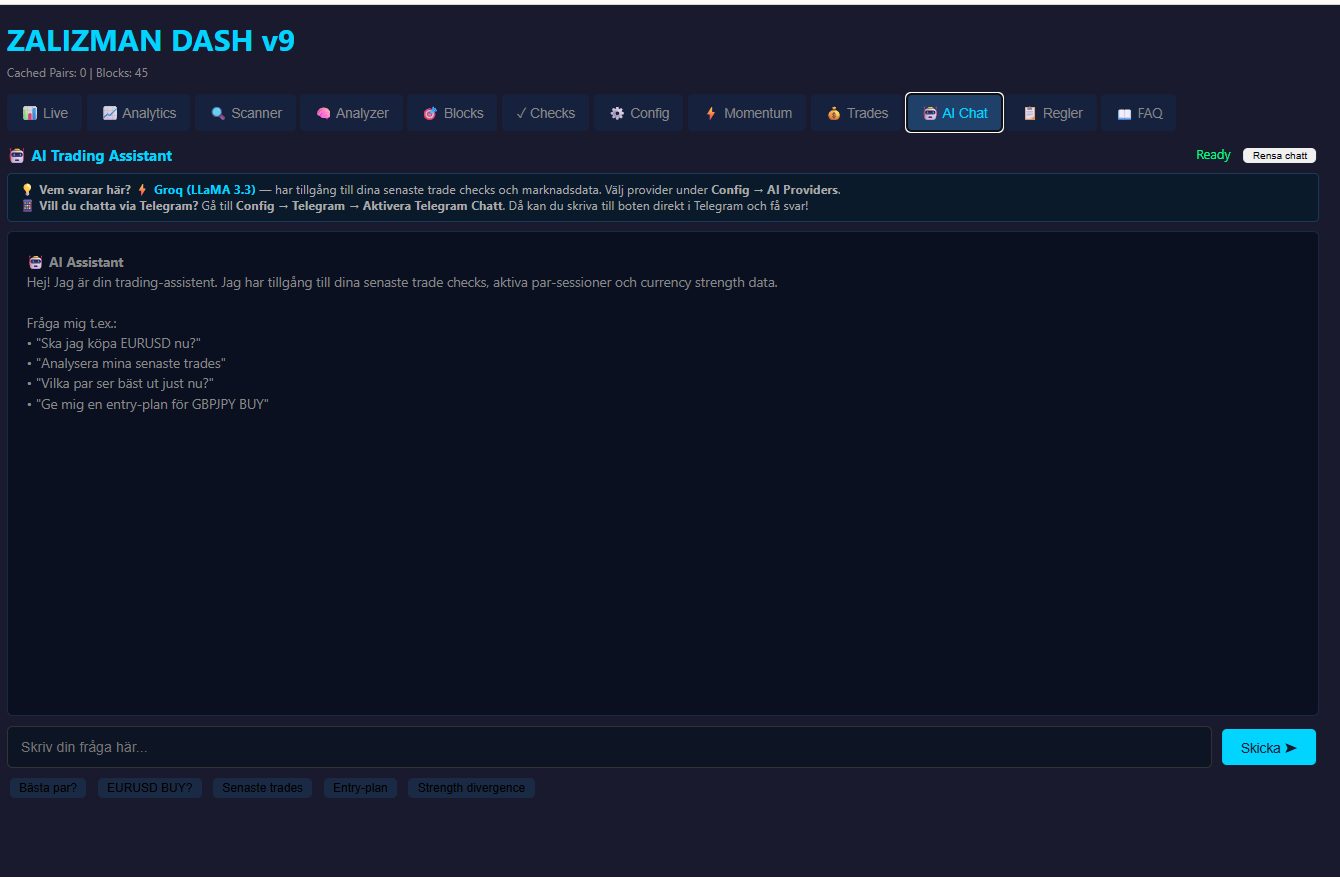 ZALIZMAN DASH v9
Cached Pairs: 0 | Blocks: 45
📊 Live 📈 Analytics 🔍 Scanner 🧠 Analyzer 🎯 Blocks ✓ Checks ⚙️ Config ⚡ Momentum 💰 Trades 🤖 AI Chat 📋 Regler 📖 FAQ
🤖 AI Trading Assistant Ready Rensa chatt
💡 Vem svarar här? ⚡ Groq (LLaMA 3.3) — har tillgång till dina senaste trade checks och marknadsdata. Välj provider under Config → AI Providers.
📱 Vill du chatta via Telegram? Gå till Config → Telegram → Aktivera Telegram Chatt. Då kan du skriva till boten direkt i Telegram och få svar!
🤖 AI Assistant
Hej! Jag är din trading-assistent. Jag har tillgång till dina senaste trade checks, aktiva par-sessioner och currency strength data.
Fråga mig t.ex.:
• "Ska jag köpa EURUSD nu?"
• "Analysera mina senaste trades"
• "Vilka par ser bäst ut just nu?"
• "Ge mig en entry-plan för GBPJPY BUY"
Skriv din fråga här... Skicka ➤
Bästa par? EURUSD BUY? Senaste trades Entry-plan Strength divergence